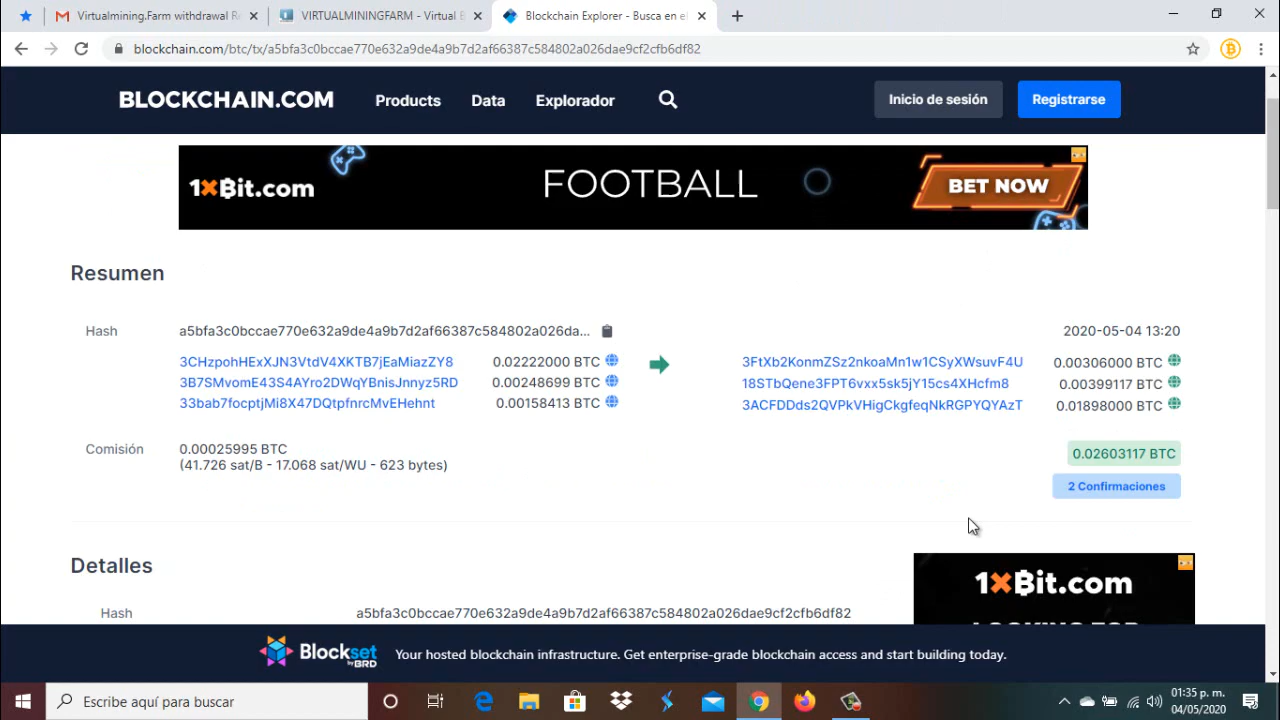 Virtualmining.Farm withdrawal Re
VIRTUALMININGFARM - Virtual E
Blockchain Explorer - Busca en el
blockchain.com/btc/tx/a5bfa3c0bccae770e632a9de4a9b7d2af66387c584802a026dae9cf2cfb6df82
BLOCKCHAIN.COM
Products
Data
Explorador
Inicio de sesión
Registrarse
1XBit.com
FOOTBALL
BET NOW
Resumen
Hash
a5bfa3c0bccae770e632a9de4a9b7d2af66387c584802a026da...
2020-05-04 13:20
3CHzpohHExXJN3VtdV4XKTB7jEaMiazZY8 0.02222000 BTC
3FtXb2KonmZSz2nkoaMn1w1CSyXWsuvF4U 0.00306000 BTC
3B7SMvomE43S4AYro2DWqYBnisJnnyz5RD 0.00248699 BTC
18STbQene3FPT6vxx5sk5jY15cs4XHcfm8 0.00399117 BTC
33bab7focptjMi8X47DQtpfnrcMvEHehnt 0.00158413 BTC
3ACFDDds2QVPkVHigCkgfeqNkRGPYQYAzT 0.01898000 BTC
Comisión
0.00025995 BTC
(41.726 sat/B - 17.068 sat/WU - 623 bytes)
0.02603117 BTC
2 Confirmaciones
Detalles
Hash
a5bfa3c0bccae770e632a9de4a9b7d2af66387c584802a026dae9cf2cfb6df82
1XBit.com
LOOKING FOR
Blockset
by BRD
Your hosted blockchain infrastructure. Get enterprise-grade blockchain access and start building today.
Escribe aquí para buscar
01:35 p. m.
04/05/2020